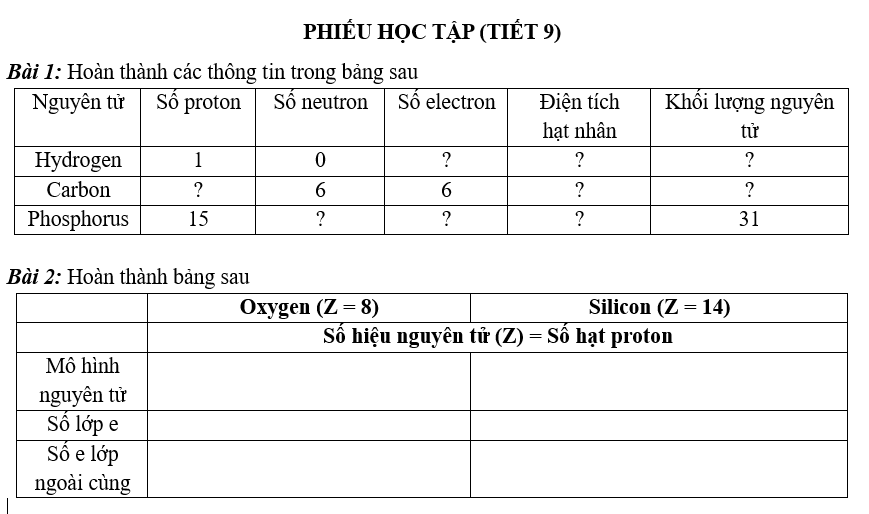 PHIẾU HỌC TẬP (TIẾT 9)
Bài 1: Hoàn thành các thông tin trong bảng sau
Nguyên tử Số proton Số neutron Số electron Điện tích hạt nhân Khối lượng nguyên tử
Hydrogen 1 0 ? ? ?
Carbon ? 6 6 ? ?
Phosphorus 15 ? ? ? 31
Bài 2: Hoàn thành bảng sau
Oxygen (Z = 8) Silicon (Z = 14)
Số hiệu nguyên tử (Z) = Số hạt proton
Mô hình
nguyên tử
Số lớp e
Số e lớp
ngoài cùng